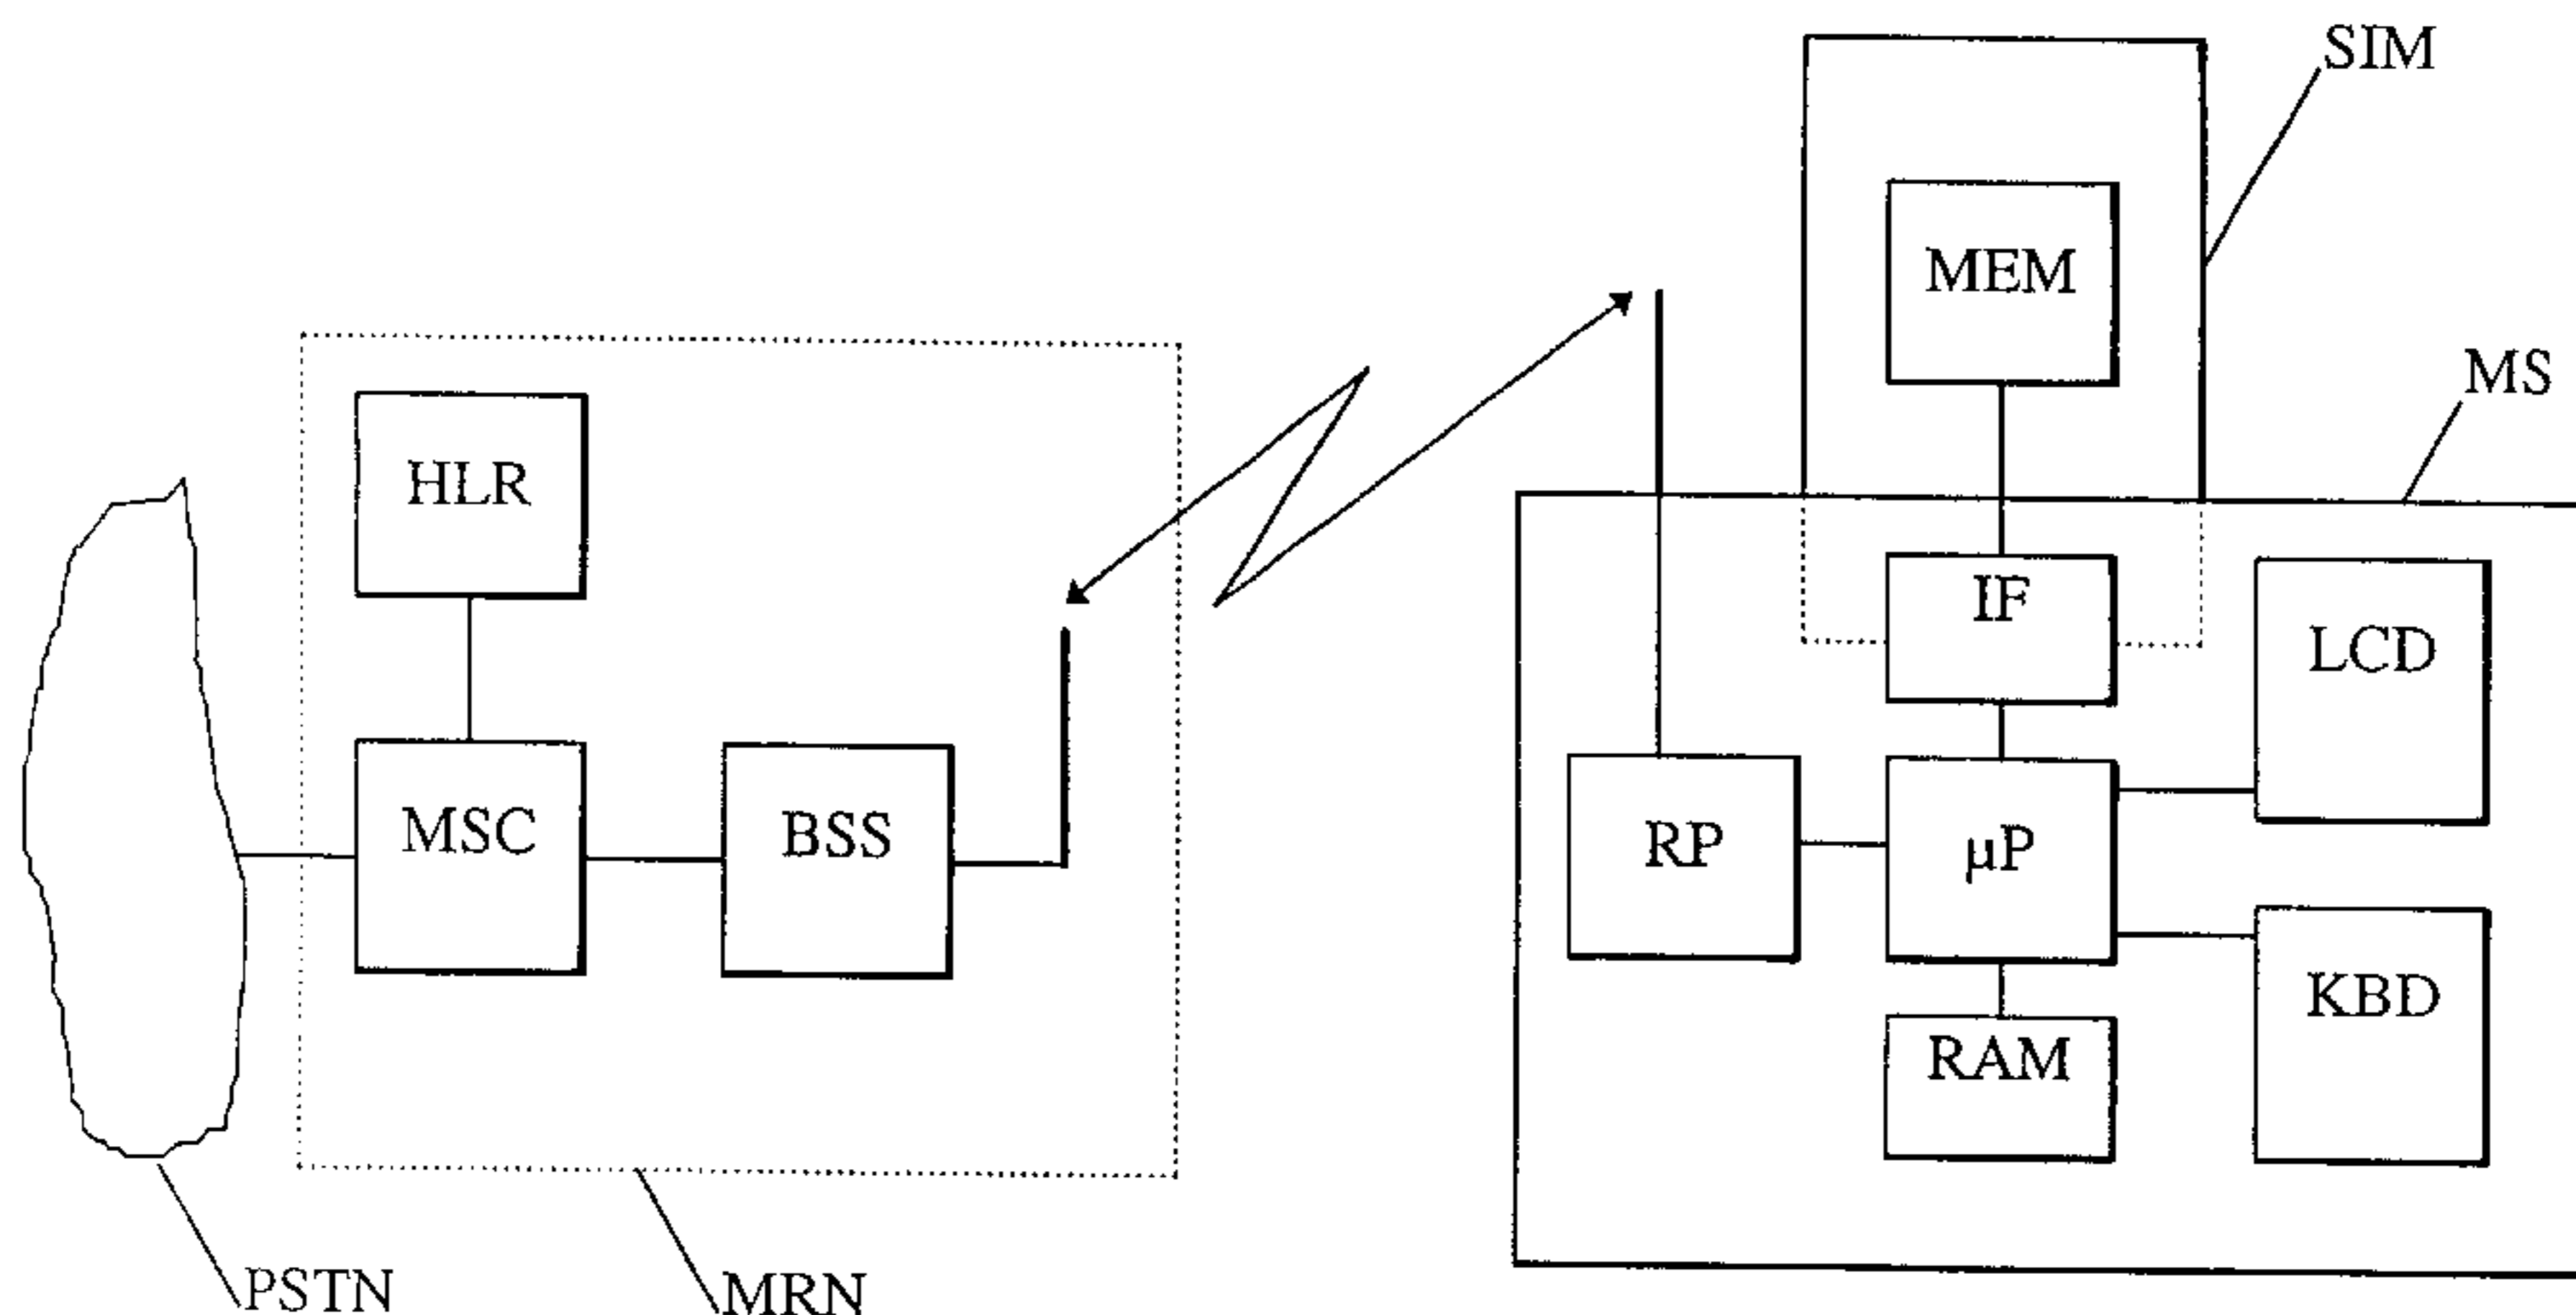 SIM
MEM
MS
HLR
IF
LCD
MSC
BSS
RP
µP
KBD
RAM
PSTN
MRN